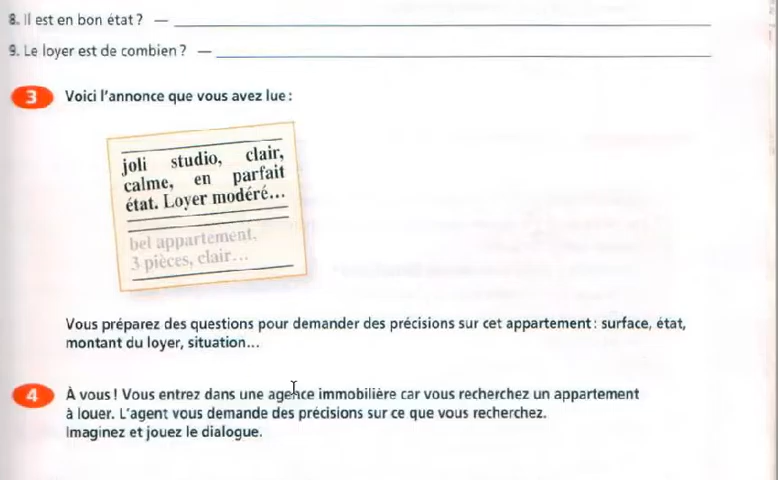 8. Il est en bon état ? —
9. Le loyer est de combien ? —
3 Voici l'annonce que vous avez lue :
joli studio, clair,
calme, en parfait
état. Loyer modéré...
bel appartement,
3 pièces, clair...
Vous préparez des questions pour demander des précisions sur cet appartement : surface, état,
montant du loyer, situation...
4 À vous ! Vous entrez dans une agence immobilière car vous recherchez un appartement
à louer. L'agent vous demande des précisions sur ce que vous recherchez.
Imaginez et jouez le dialogue.